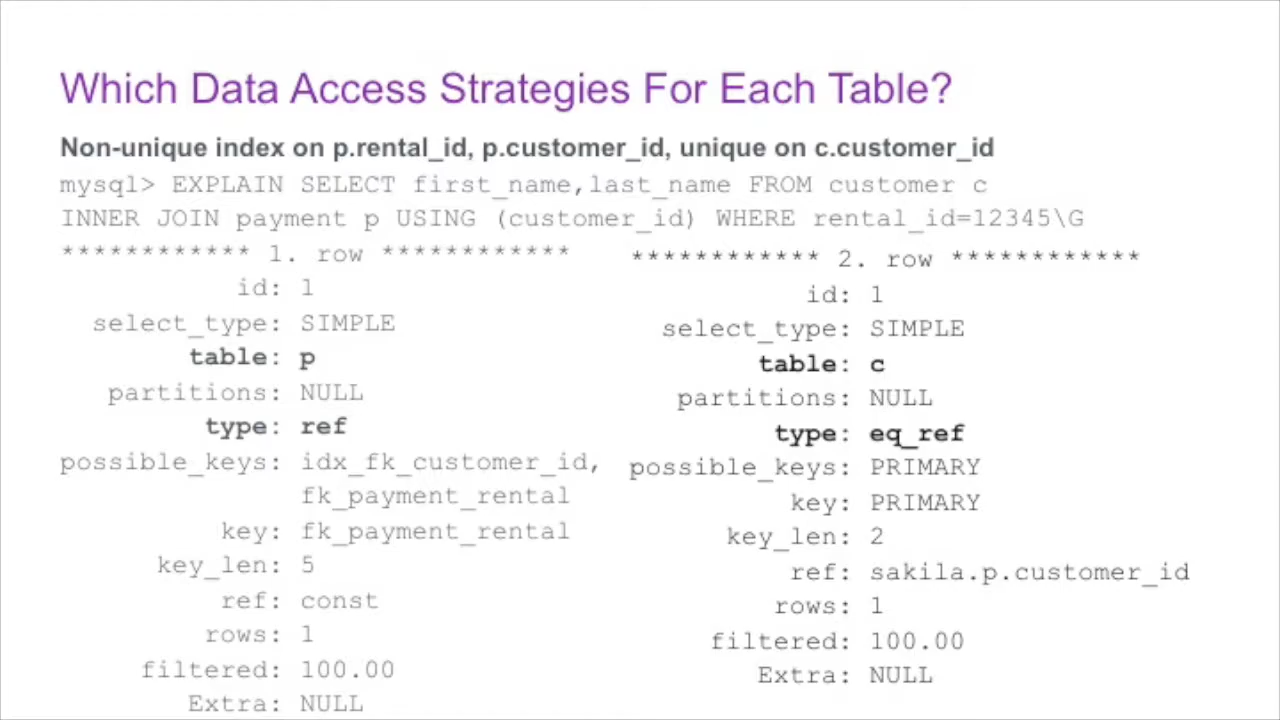 Which Data Access Strategies For Each Table?
Non-unique index on p.rental_id, p.customer_id, unique on c.customer_id
mysql> EXPLAIN SELECT first_name,last_name FROM customer c
INNER JOIN payment p USING (customer_id) WHERE rental_id=12345\G
************ 1. row ************
id: 1
select_type: SIMPLE
table: p
partitions: NULL
type: ref
possible_keys: idx_fk_customer_id,
fk_payment_rental
key: fk_payment_rental
key_len: 5
ref: const
rows: 1
filtered: 100.00
Extra: NULL
************ 2. row ************
id: 1
select_type: SIMPLE
table: c
partitions: NULL
type: eq_ref
possible_keys: PRIMARY
key: PRIMARY
key_len: 2
ref: sakila.p.customer_id
rows: 1
filtered: 100.00
Extra: NULL